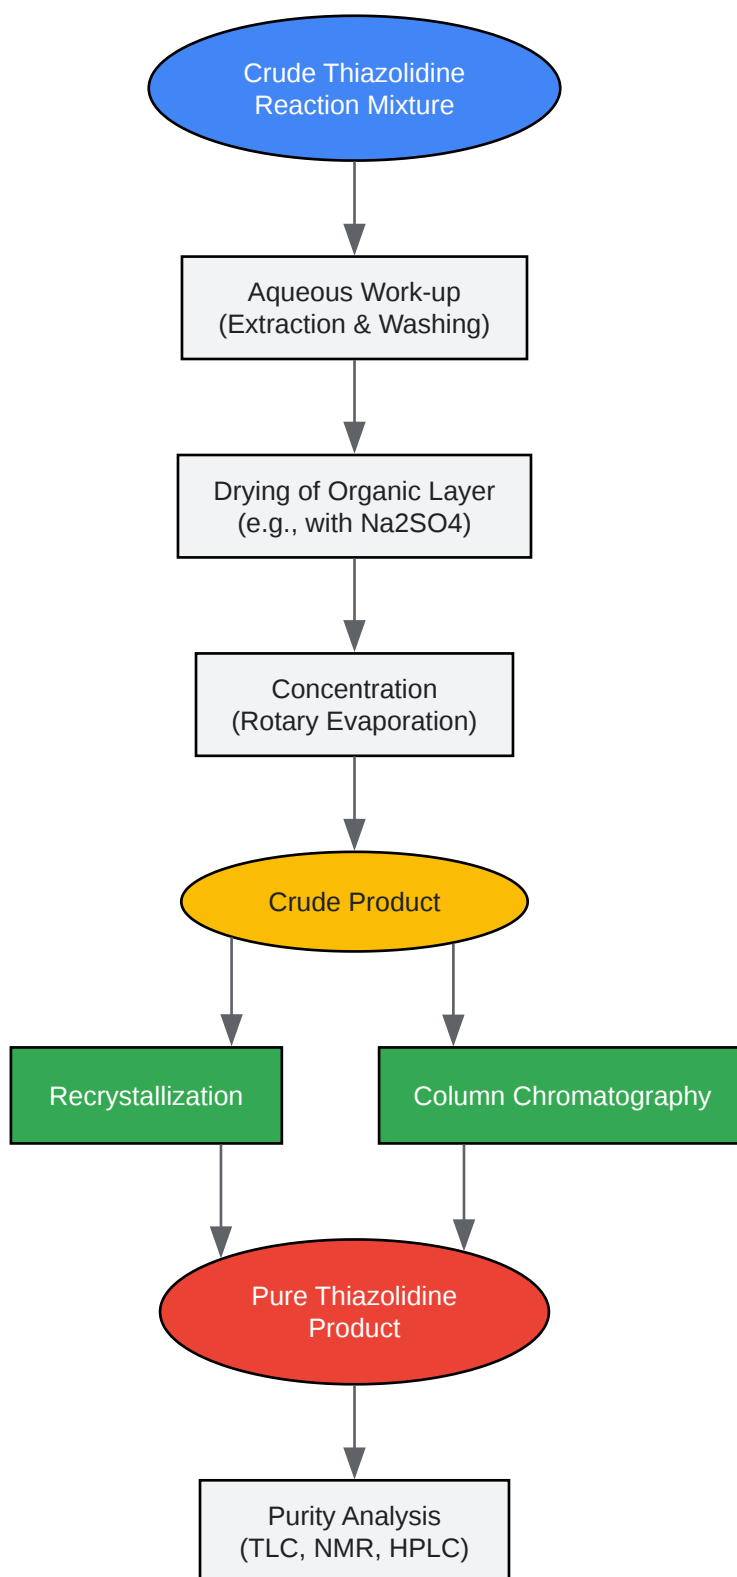 Crude Thiazolidine
Reaction Mixture
Aqueous Work-up
(Extraction & Washing)
Drying of Organic Layer
(e.g., with Na2SO4)
Concentration
(Rotary Evaporation)
Crude Product
Recrystallization
Column Chromatography
Pure Thiazolidine
Product
Purity Analysis
(TLC, NMR, HPLC)